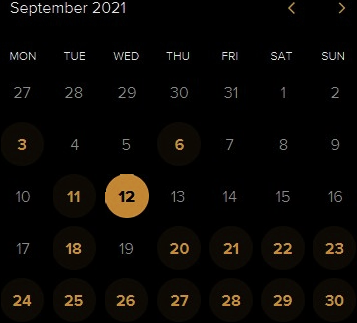 September 2021
MON TUE WED THU FRI SAT SUN
27 28 29 30 31 1 2
3 4 5 6 7 8 9
10 11 12 13 14 15 16
17 18 19 20 21 22 23
24 25 26 27 28 29 30